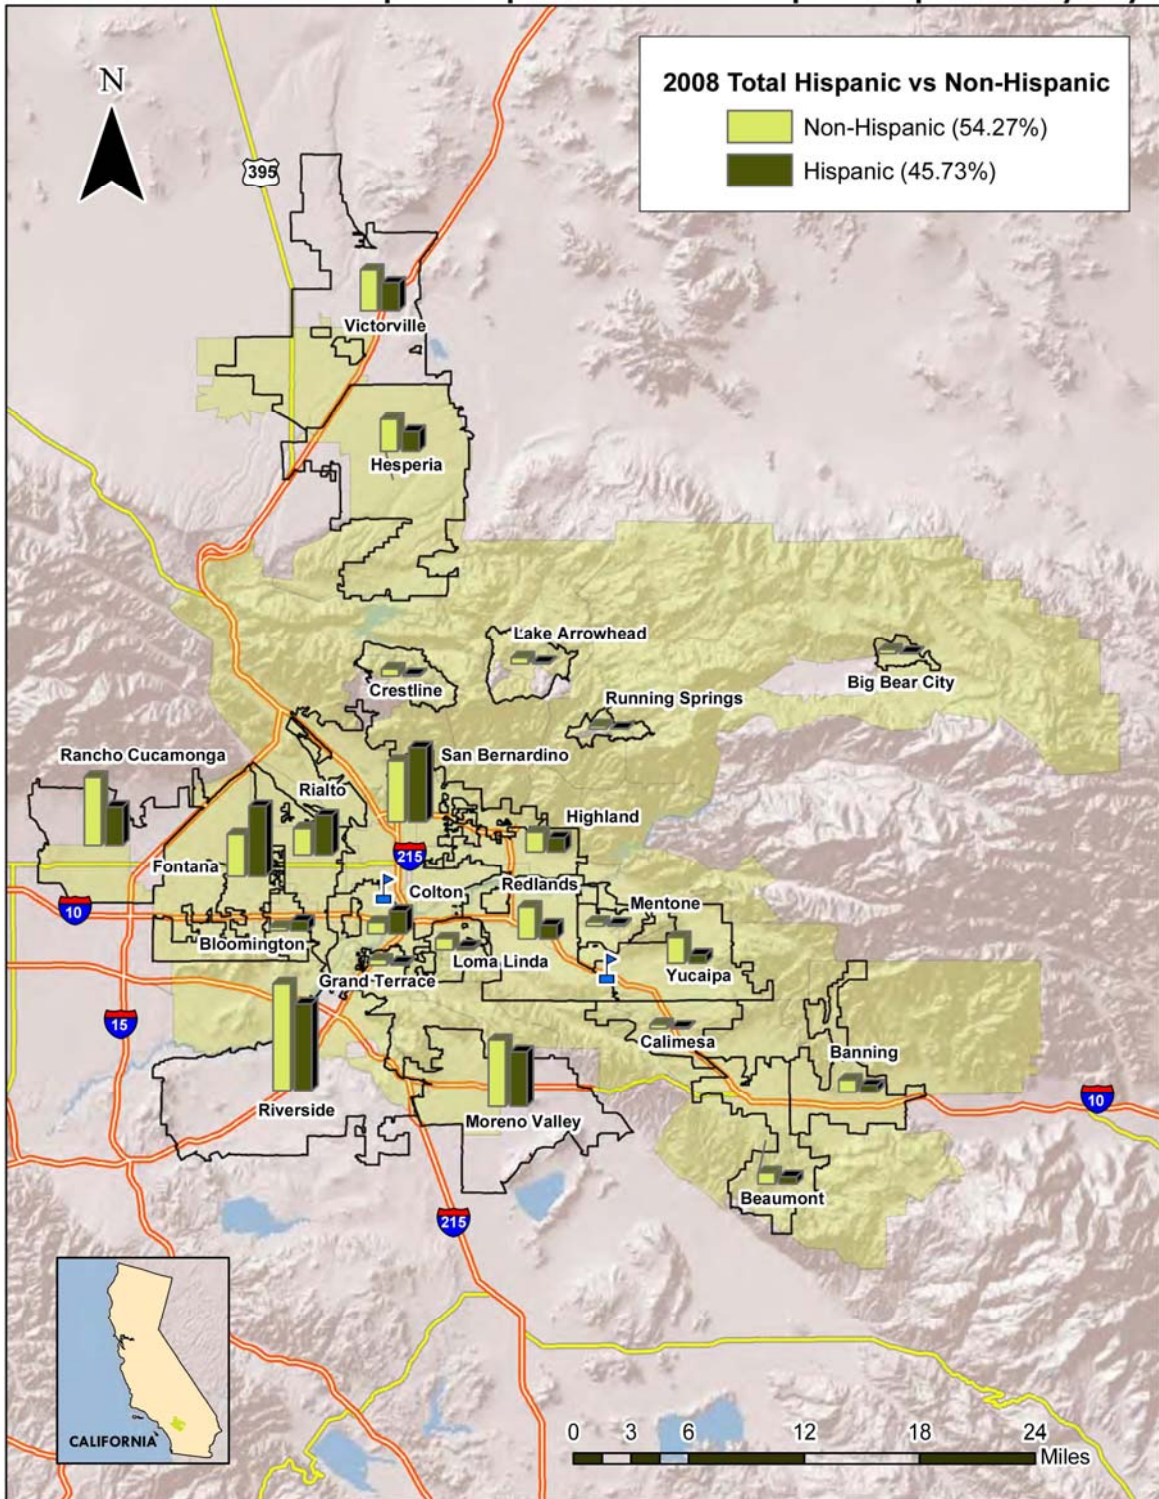 2008 Total Hispanic vs Non-Hispanic
Non-Hispanic (54.27%)
Hispanic (45.73%)
N
395
Victorville
Hesperia
Lake Arrowhead
Crestline
Big Bear City
Running Springs
Rancho Cucamonga
San Bernardino
Rialto
Highland
Fontana
215
Colton
Redlands
Mentone
10
Bloomington
Loma Linda
Yucaipa
Grand Terrace
15
Calimesa
Banning
Riverside
Moreno Valley
10
Beaumont
215
CALIFORNIA
0 3 6 12 18 24
Miles